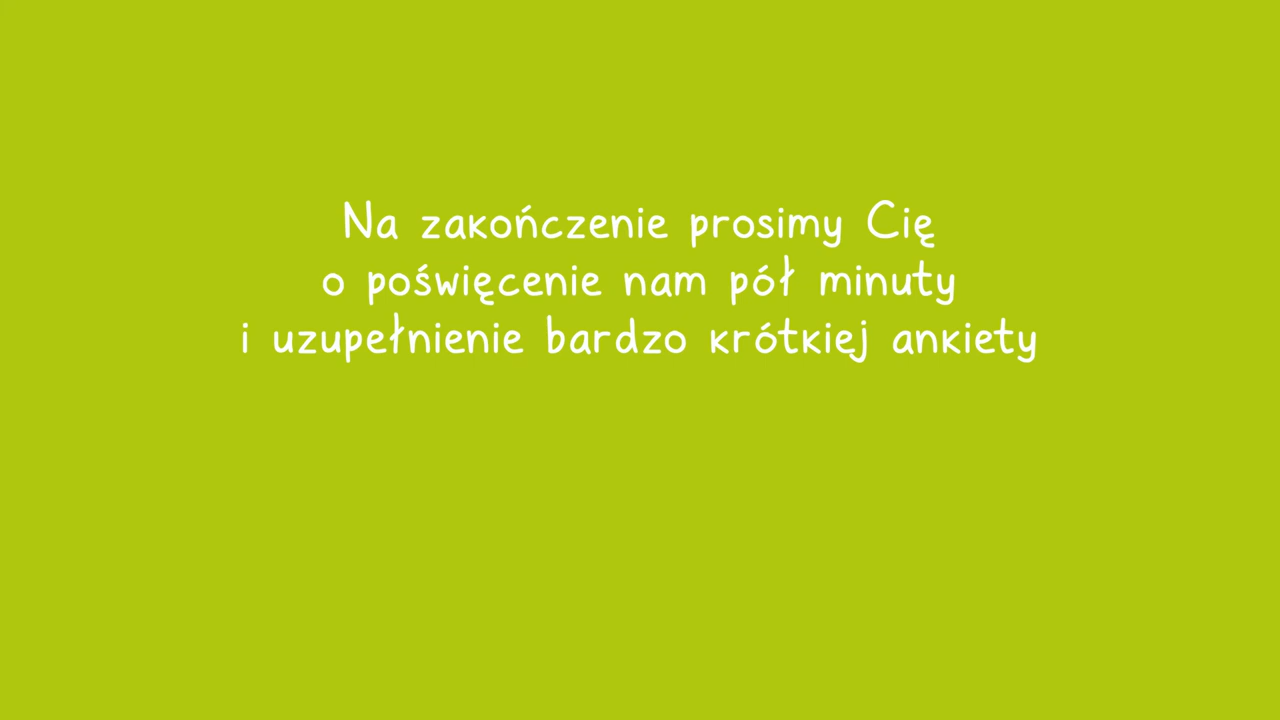 Na zakończenie prosimy Cię
o poświęcenie nam pół minuty
i uzupełnienie bardzo krótkiej ankiety